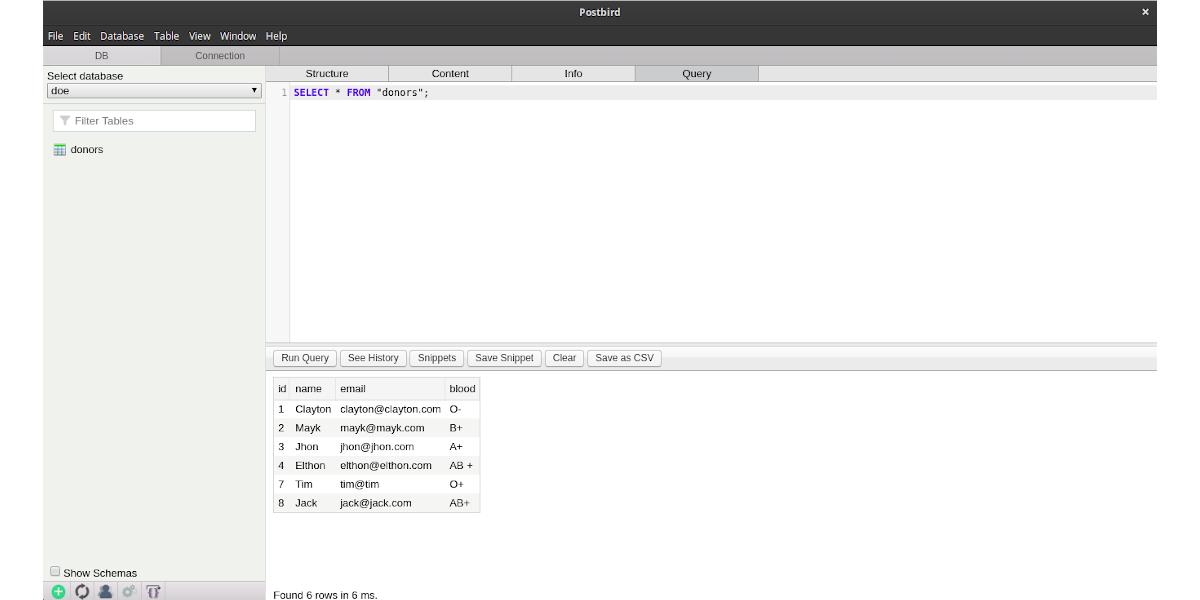 Postbird ×
File Edit Database Table View Window Help
DB Connection
Select database
doe
Filter Tables
donors
Structure Content Info Query
1 SELECT * FROM "donors";
Run Query See History Snippets Save Snippet Clear Save as CSV
id name email blood
1 Clayton clayton@clayton.com O-
2 Mayk mayk@mayk.com B+
3 Jhon jhon@jhon.com A+
4 Elthon elthon@elthon.com AB +
7 Tim tim@tim O+
8 Jack jack@jack.com AB+
Show Schemas
Found 6 rows in 6 ms.